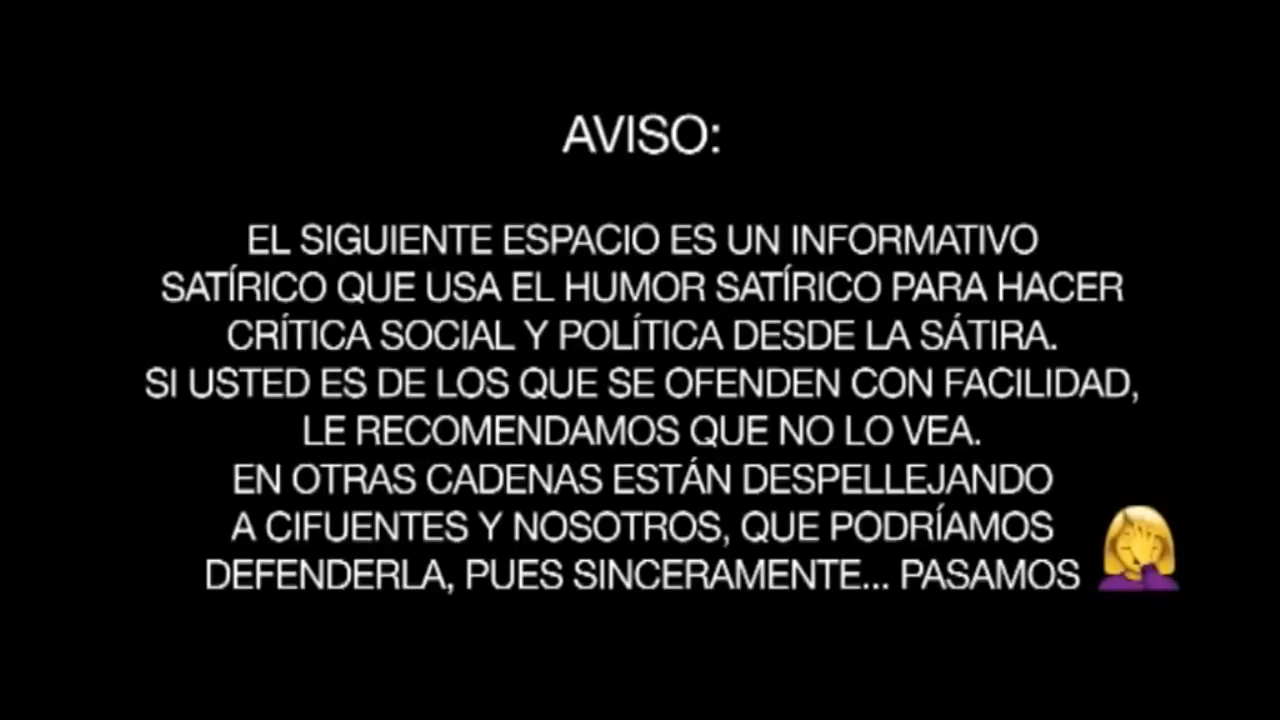 AVISO:
EL SIGUIENTE ESPACIO ES UN INFORMATIVO
SATÍRICO QUE USA EL HUMOR SATÍRICO PARA HACER
CRÍTICA SOCIAL Y POLÍTICA DESDE LA SÁTIRA.
SI USTED ES DE LOS QUE SE OFENDEN CON FACILIDAD,
LE RECOMENDAMOS QUE NO LO VEA.
EN OTRAS CADENAS ESTÁN DESPELLEJANDO
A CIFUENTES Y NOSOTROS, QUE PODRÍAMOS
DEFENDERLA, PUES SINCERAMENTE... PASAMOS